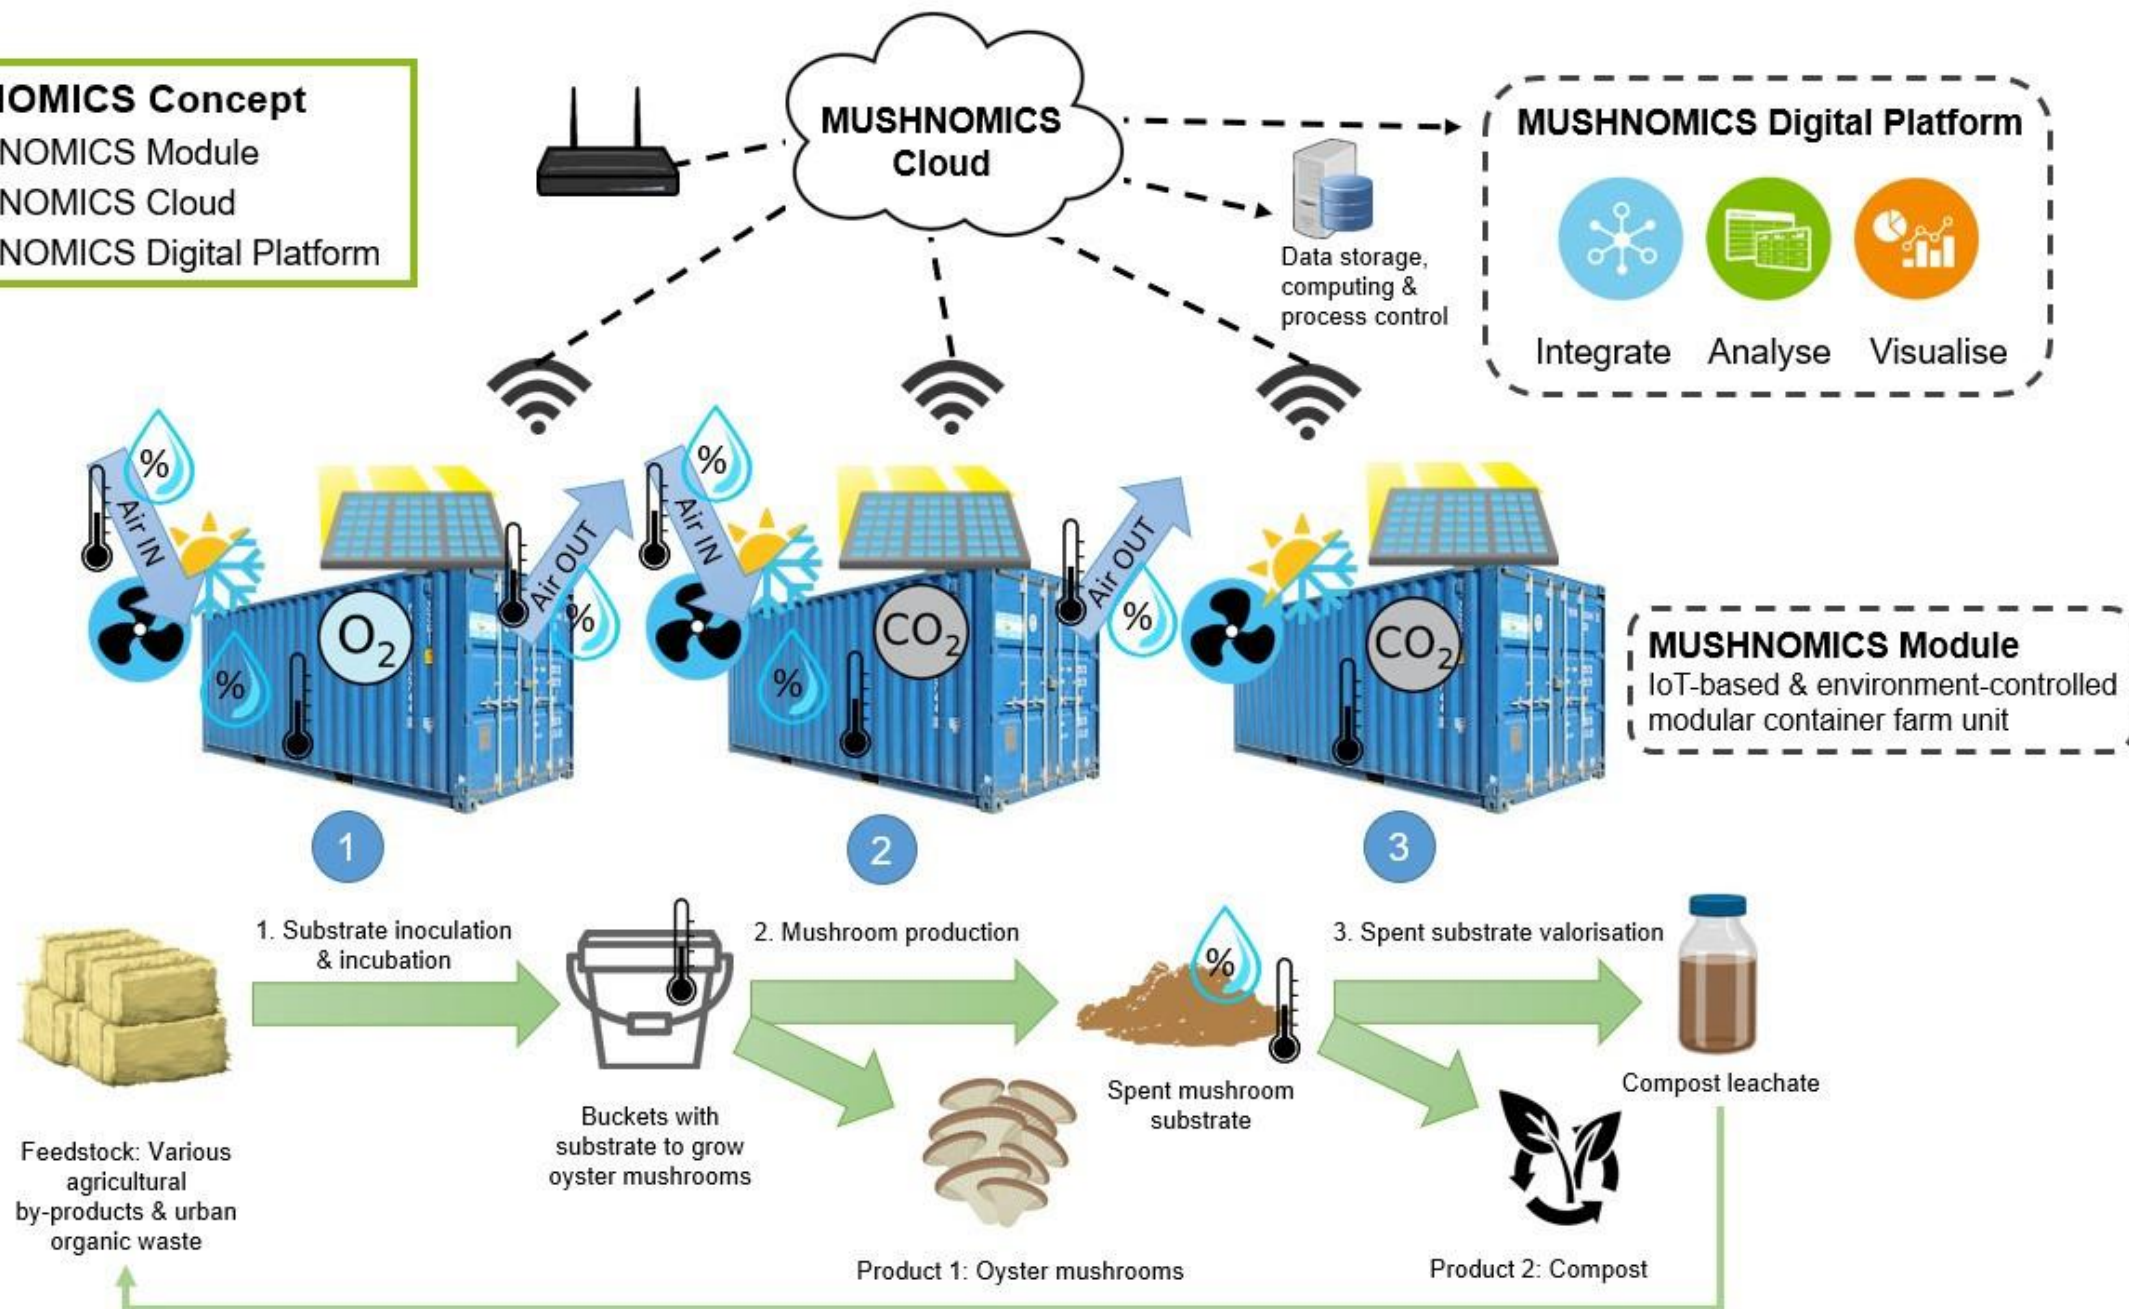 NOMICS Concept
NOMICS Module
NOMICS Cloud
NOMICS Digital Platform
MUSHNOMICS
Cloud
MUSHNOMICS Digital Platform
Integrate Analyse Visualise
Data storage,
computing &
process control
%
Air IN
%
O₂
Air OUT
%
%
Air IN
%
CO₂
Air OUT
%
CO₂
MUSHNOMICS Module
IoT-based & environment-controlled
modular container farm unit
1
2
3
1. Substrate inoculation
& incubation
2. Mushroom production
%
3. Spent substrate valorisation
Feedstock: Various
agricultural
by-products & urban
organic waste
Buckets with
substrate to grow
oyster mushrooms
Spent mushroom
substrate
Compost leachate
Product 1: Oyster mushrooms
Product 2: Compost